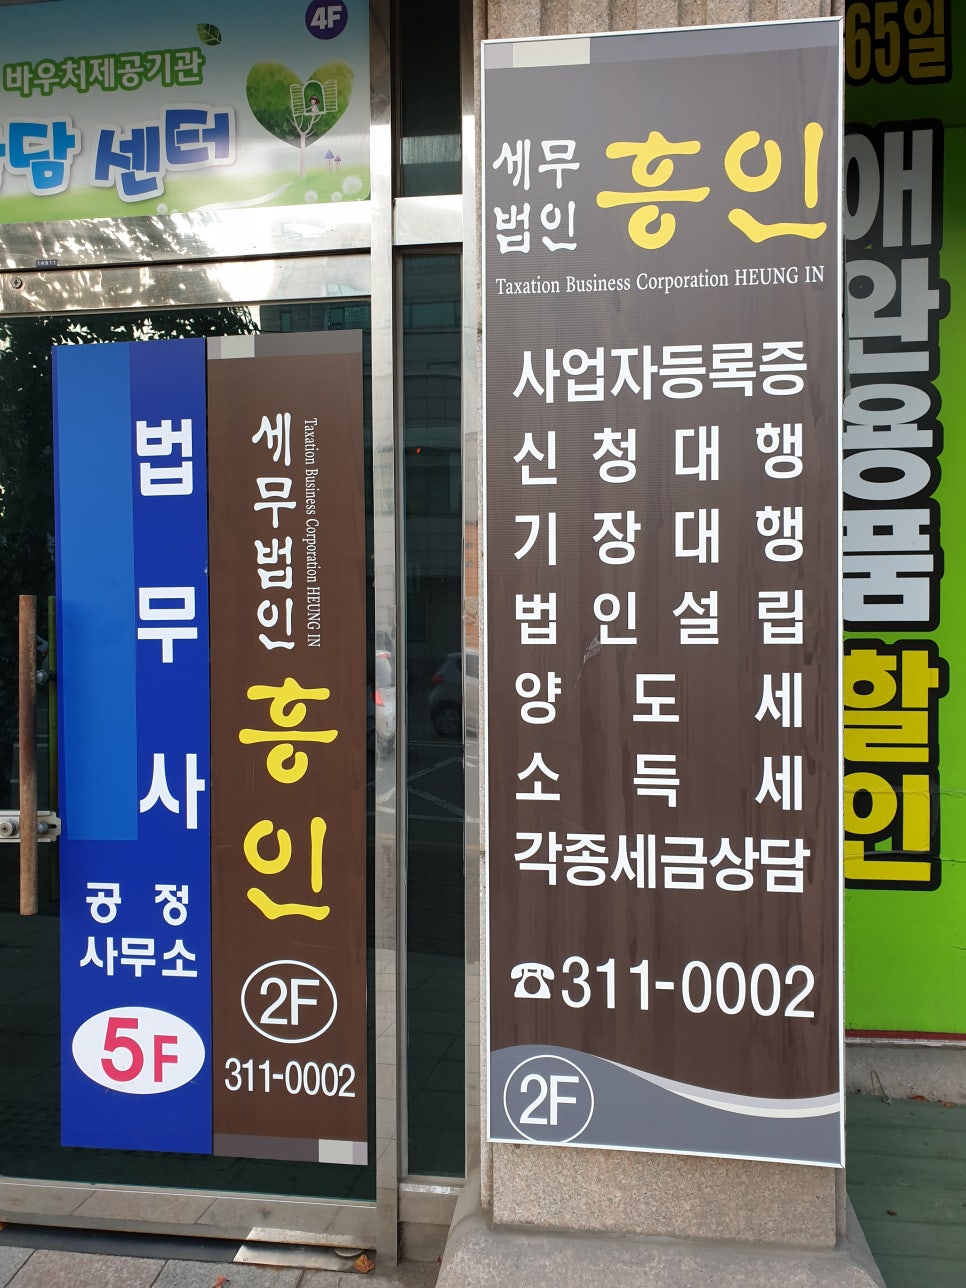 4F
바우처제공기관
담 센터
14911
법무사
공정
사무소
5F
세무법인
Taxation Business Corporation HEUNG IN
흥인
2F
311-0002
세무
법인
흥인
Taxation Business Corporation HEUNG IN
사업자등록증
신청대행
기장대행
법인설립
양도세
소득세
각종세금상담
☎311-0002
2F
65일
애완용품
할인